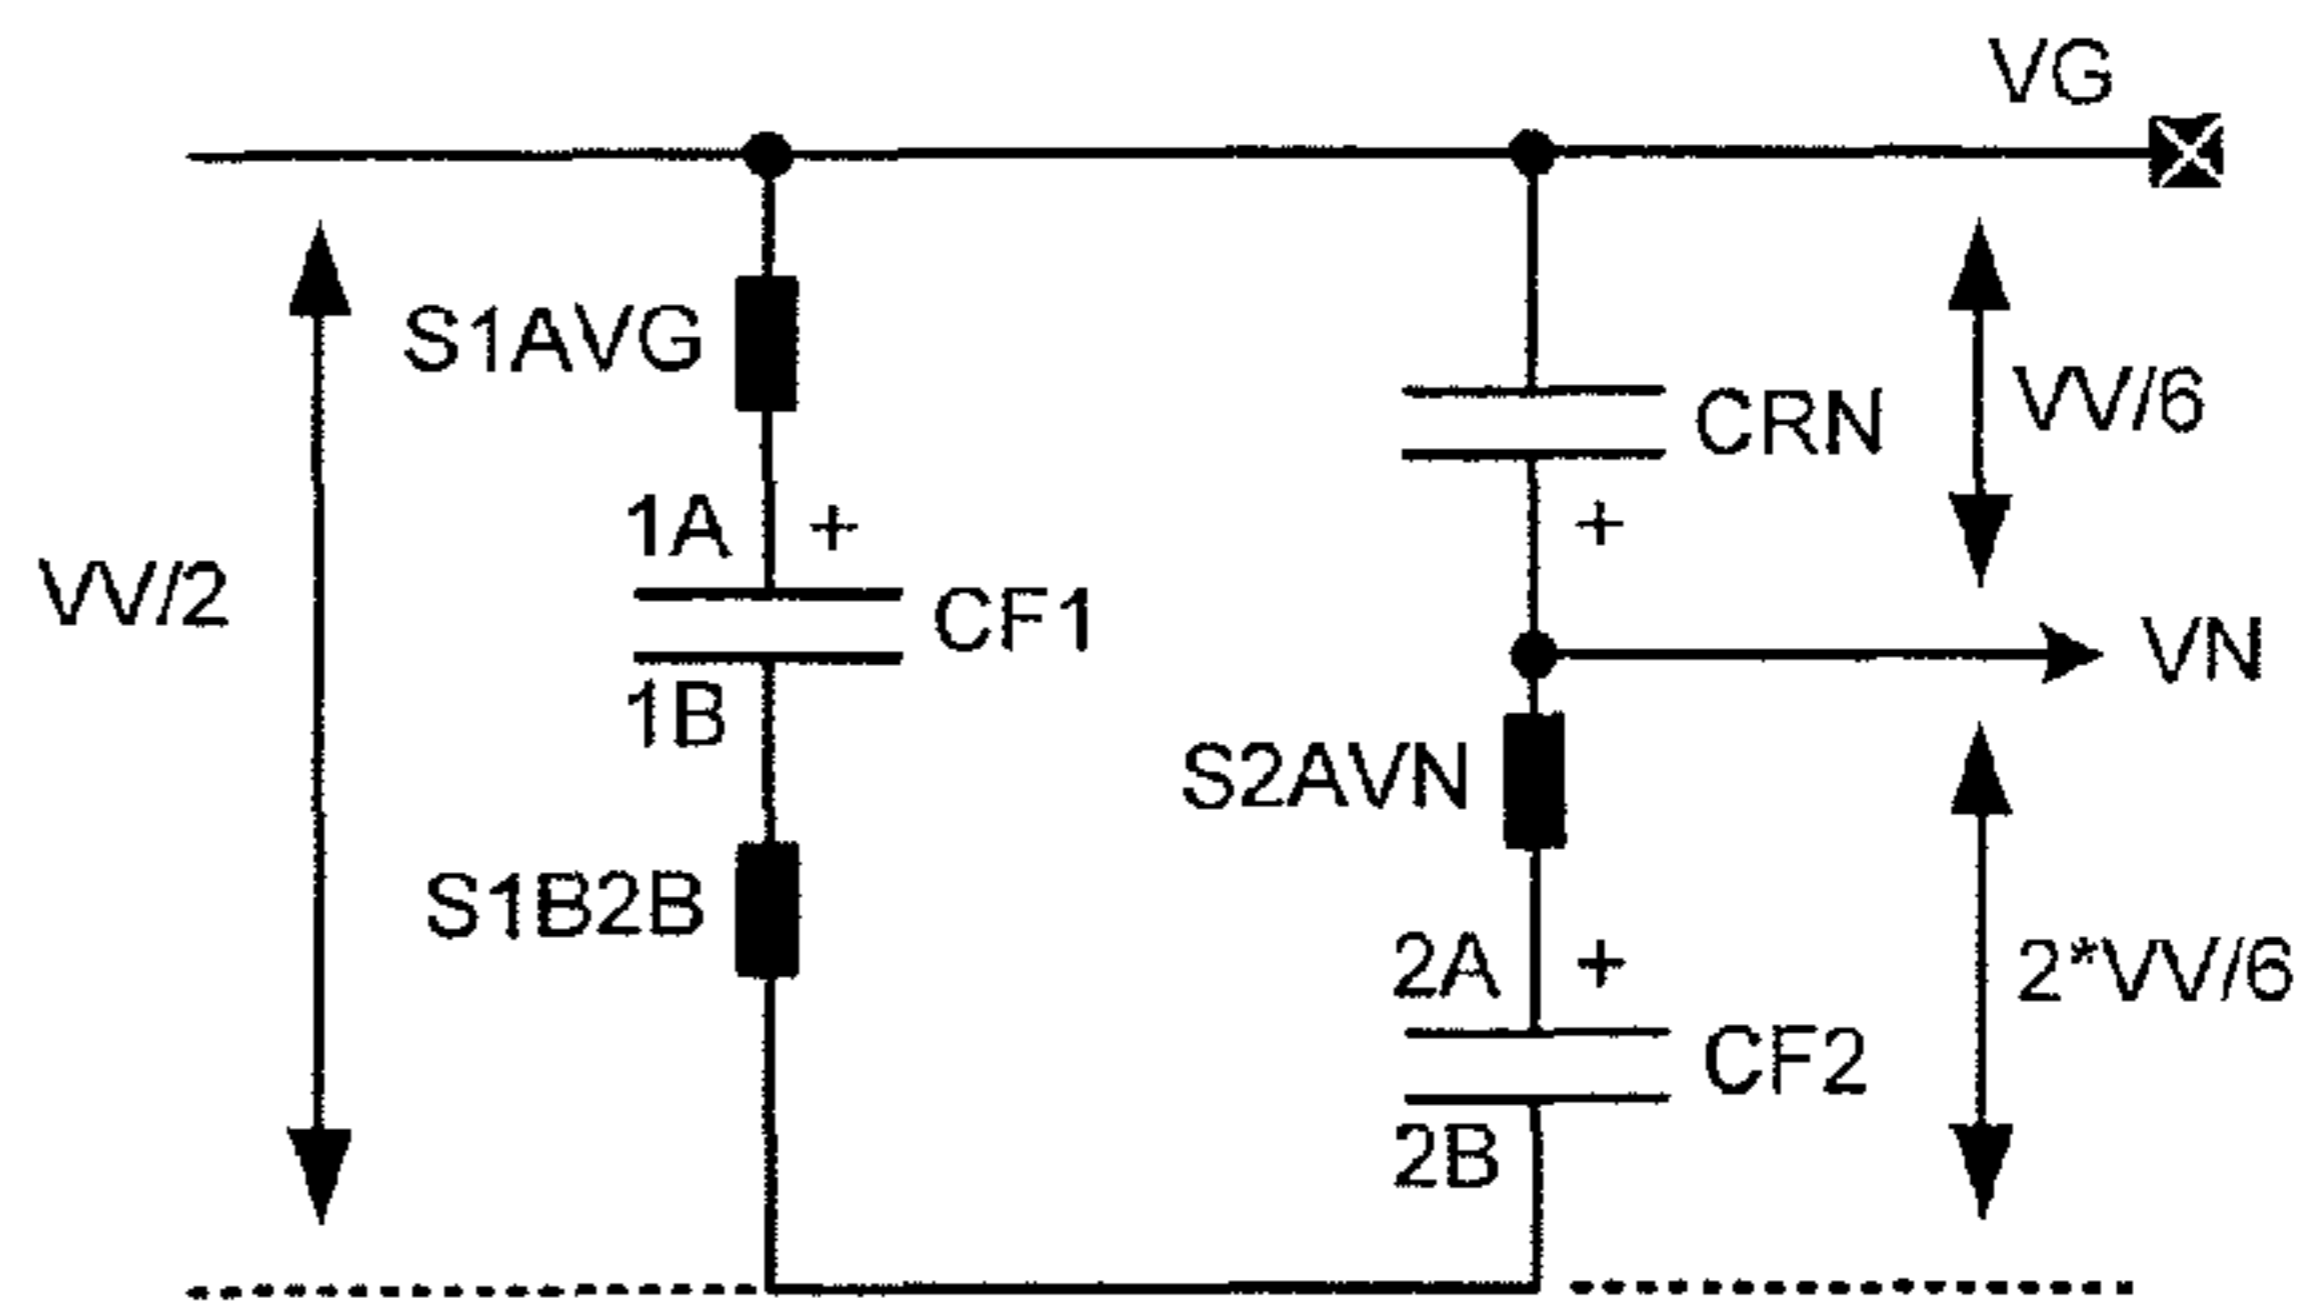 VG
S1AVG
CRN
VV/6
1A +
+
VV/2
CF1
VN
1B
S2AVN
S1B2B
2A +
2*VV/6
CF2
2B